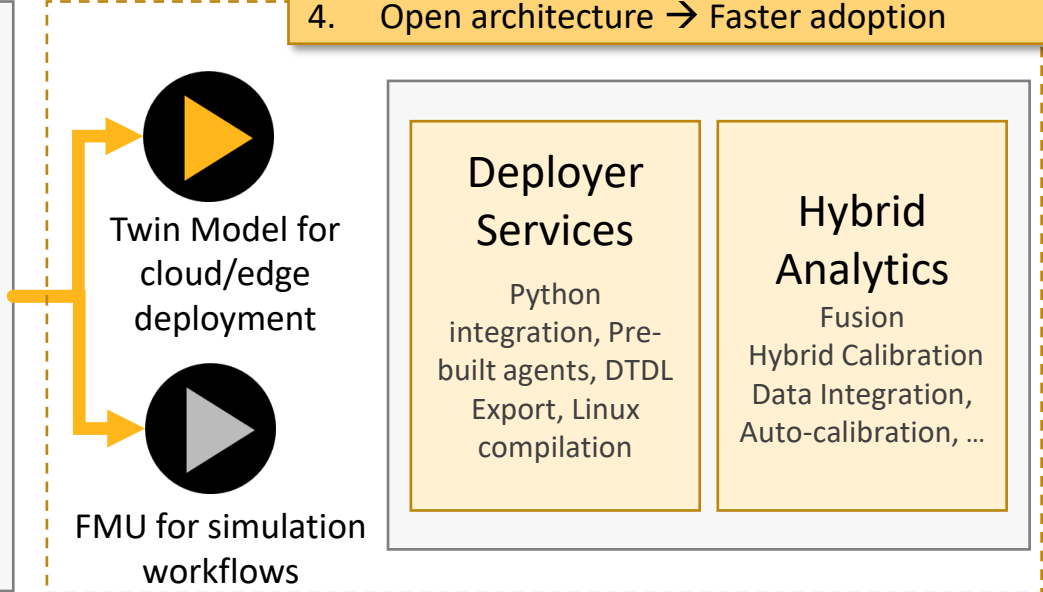 4. Open architecture → Faster adoption
Twin Model for
cloud/edge
deployment
FMU for simulation
workflows
Deployer
Services
Python
integration, Pre-
built agents, DTDL
Export, Linux
compilation
Hybrid
Analytics
Fusion
Hybrid Calibration
Data Integration,
Auto-calibration, …